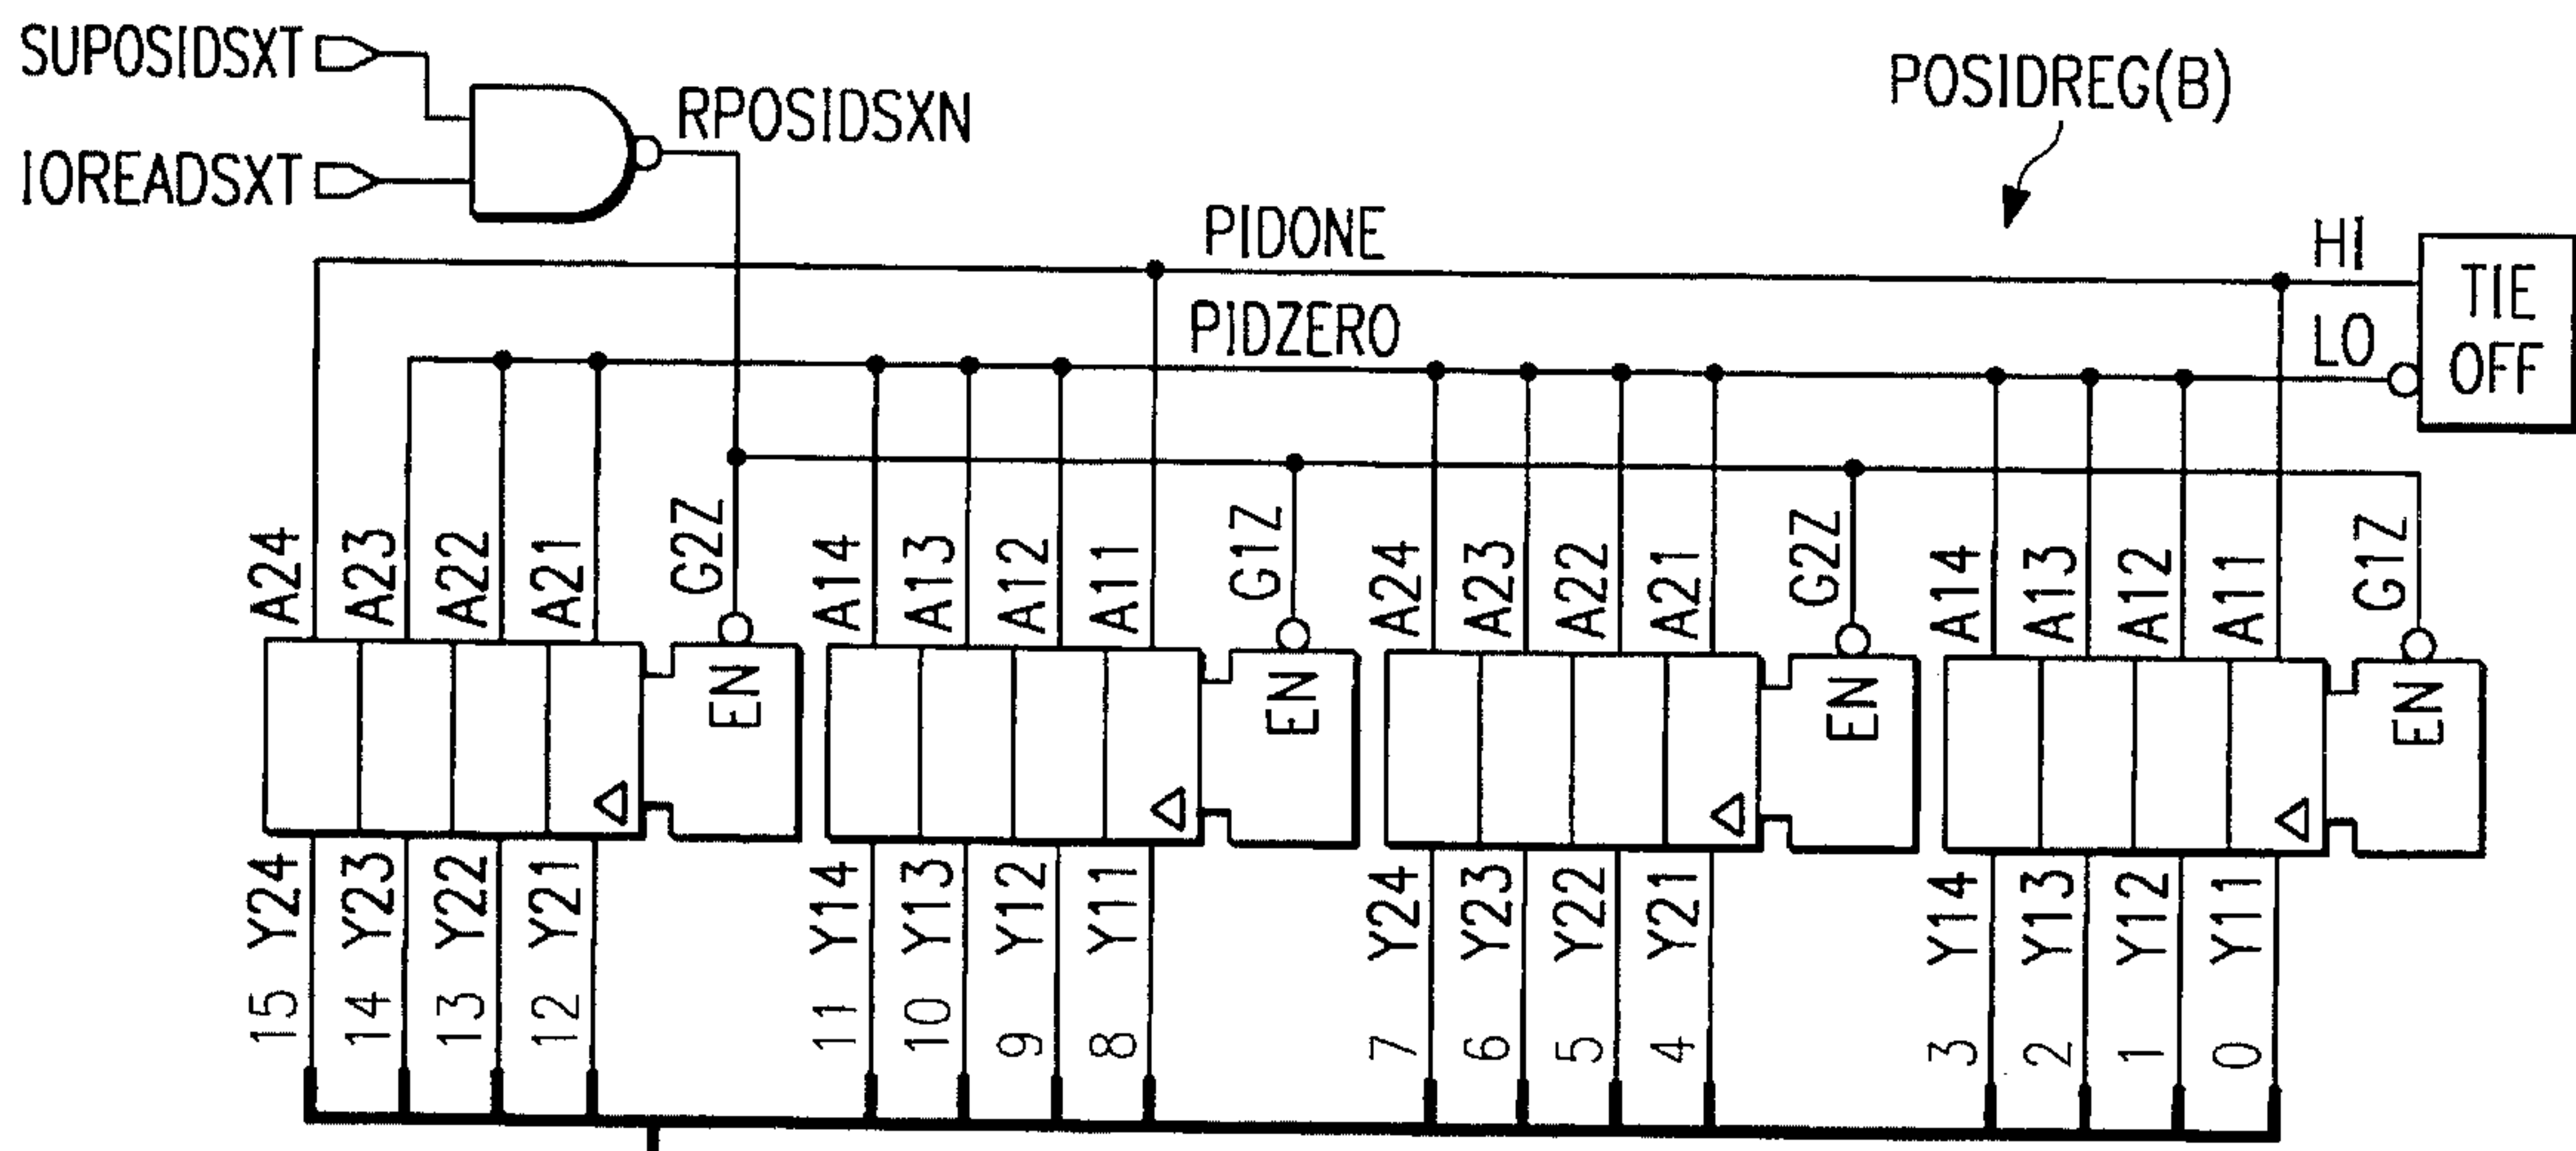 SUPOSIDSXT
IOREADSXT
RPOSIDSXN
POSIDREG(B)
PIDONE
HI
PIDZERO
LO
TIE
OFF
A24 A23 A22 A21 G2Z A14 A13 A12 A11 G1Z A24 A23 A22 A21 G2Z A14 A13 A12 A11 G1Z
EN EN EN EN
Y24 Y23 Y22 Y21 Y14 Y13 Y12 Y11 Y24 Y23 Y22 Y21 Y14 Y13 Y12 Y11
15 14 13 12 11 10 9 8 7 6 5 4 3 2 1 0